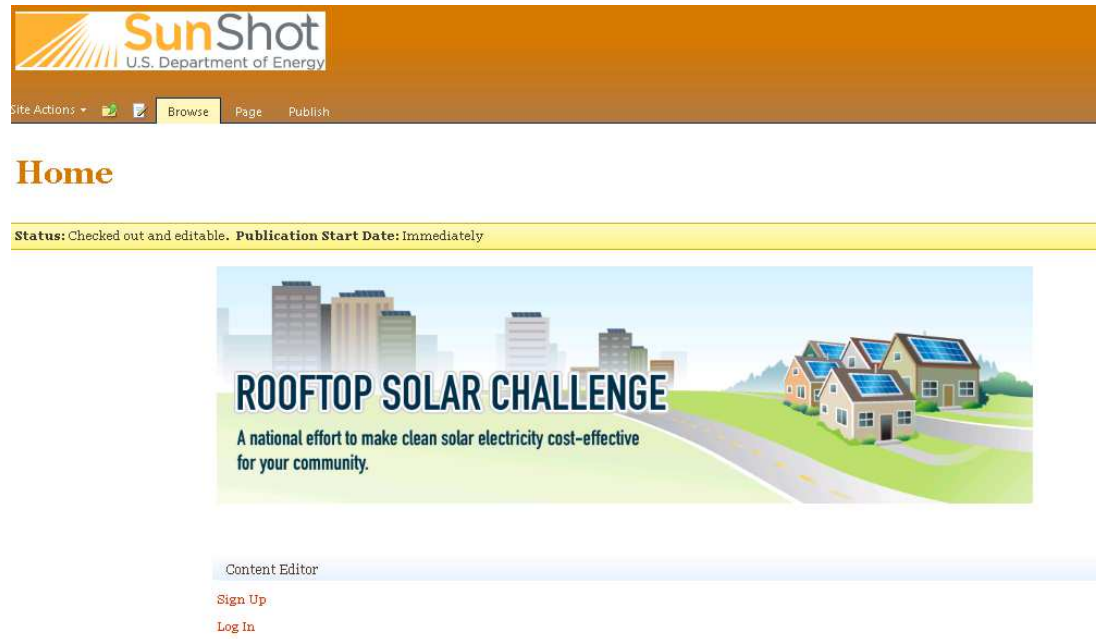 SunShot
U.S. Department of Energy
Site Actions
Browse
Page
Publish
Home
Status: Checked out and editable. Publication Start Date: Immediately
ROOFTOP SOLAR CHALLENGE
A national effort to make clean solar electricity cost-effective
for your community.
Content Editor
Sign Up
Log In